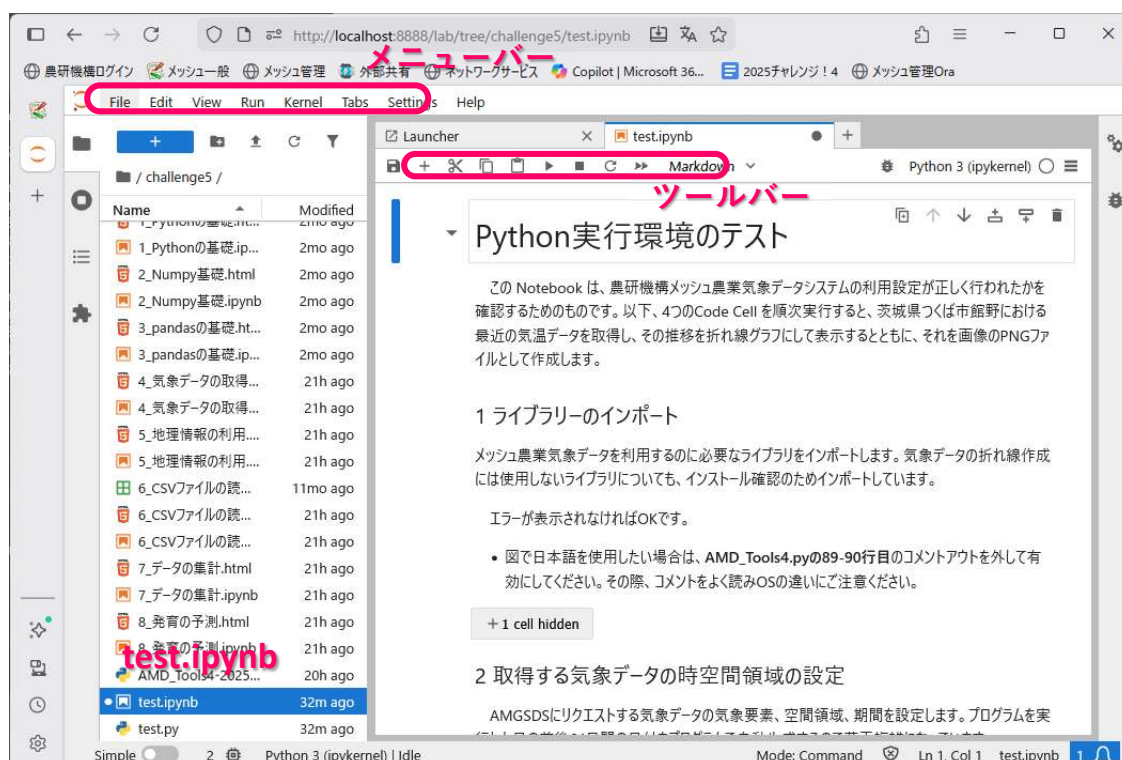 http://localhost:8888/lab/tree/challenge5/test.ipynb
メニューバー
農研機構ログイン メッシュ一般 メッシュ管理 外部共有 ネットワークサービス Copilot | Microsoft 36... 2025チャレンジ!4 メッシュ管理Ora
File Edit View Run Kernel Tabs Settings Help
Launcher test.ipynb
Markdown Python 3 (ipykernel)
ツールバー
/ challenge5 /
Name Modified
1_Pythonの基礎.ht... 2mo ago
1_Pythonの基礎.ip... 2mo ago
2_Numpy基礎.html 2mo ago
2_Numpy基礎.ipynb 2mo ago
3_pandasの基礎.ht... 2mo ago
3_pandasの基礎.ip... 2mo ago
4_気象データの取得... 21h ago
4_気象データの取得... 21h ago
5_地理情報の利用.... 21h ago
5_地理情報の利用.... 21h ago
6_CSVファイルの読... 11mo ago
6_CSVファイルの読... 21h ago
6_CSVファイルの読... 21h ago
7_データの集計.html 21h ago
7_データの集計.ipynb 21h ago
8_発育の予測.html 21h ago
8_発育の予測.ipynb 21h ago
test.ipynb
AMD_Tools4-2025... 20h ago
test.ipynb 32m ago
test.py 32m ago
Python実行環境のテスト
この Notebook は、農研機構メッシュ農業気象データシステムの利用設定が正しく行われたかを
確認するためのものです。以下、4つのCode Cell を順次実行すると、茨城県つくば市館野における
最近の気温データを取得し、その推移を折れ線グラフにして表示するとともに、それを画像のPNGファ
イルとして作成します。
1 ライブラリーのインポート
メッシュ農業気象データを利用するのに必要なライブラリをインポートします。気象データの折れ線作成
には使用しないライブラリについても、インストール確認のためインポートしています。
エラーが表示されなければOKです。
• 図で日本語を使用したい場合は、AMD_Tools4.pyの89-90行目のコメントアウトを外して有
効にしてください。その際、コメントをよく読みOSの違いにご注意ください。
+ 1 cell hidden
2 取得する気象データの時空間領域の設定
AMGSDSにリクエストする気象データの気象要素、空間領域、期間を設定します。プログラムを実
Simple 2 Python 3 (ipykernel) | Idle Mode: Command Ln 1, Col 1 test.ipynb 1